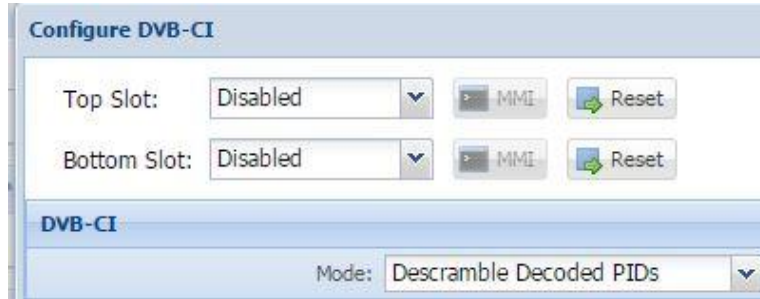 Configure DVB-CI
Top Slot: Disabled MMI Reset
Bottom Slot: Disabled MMI Reset
DVB-CI
Mode: Descramble Decoded PIDs